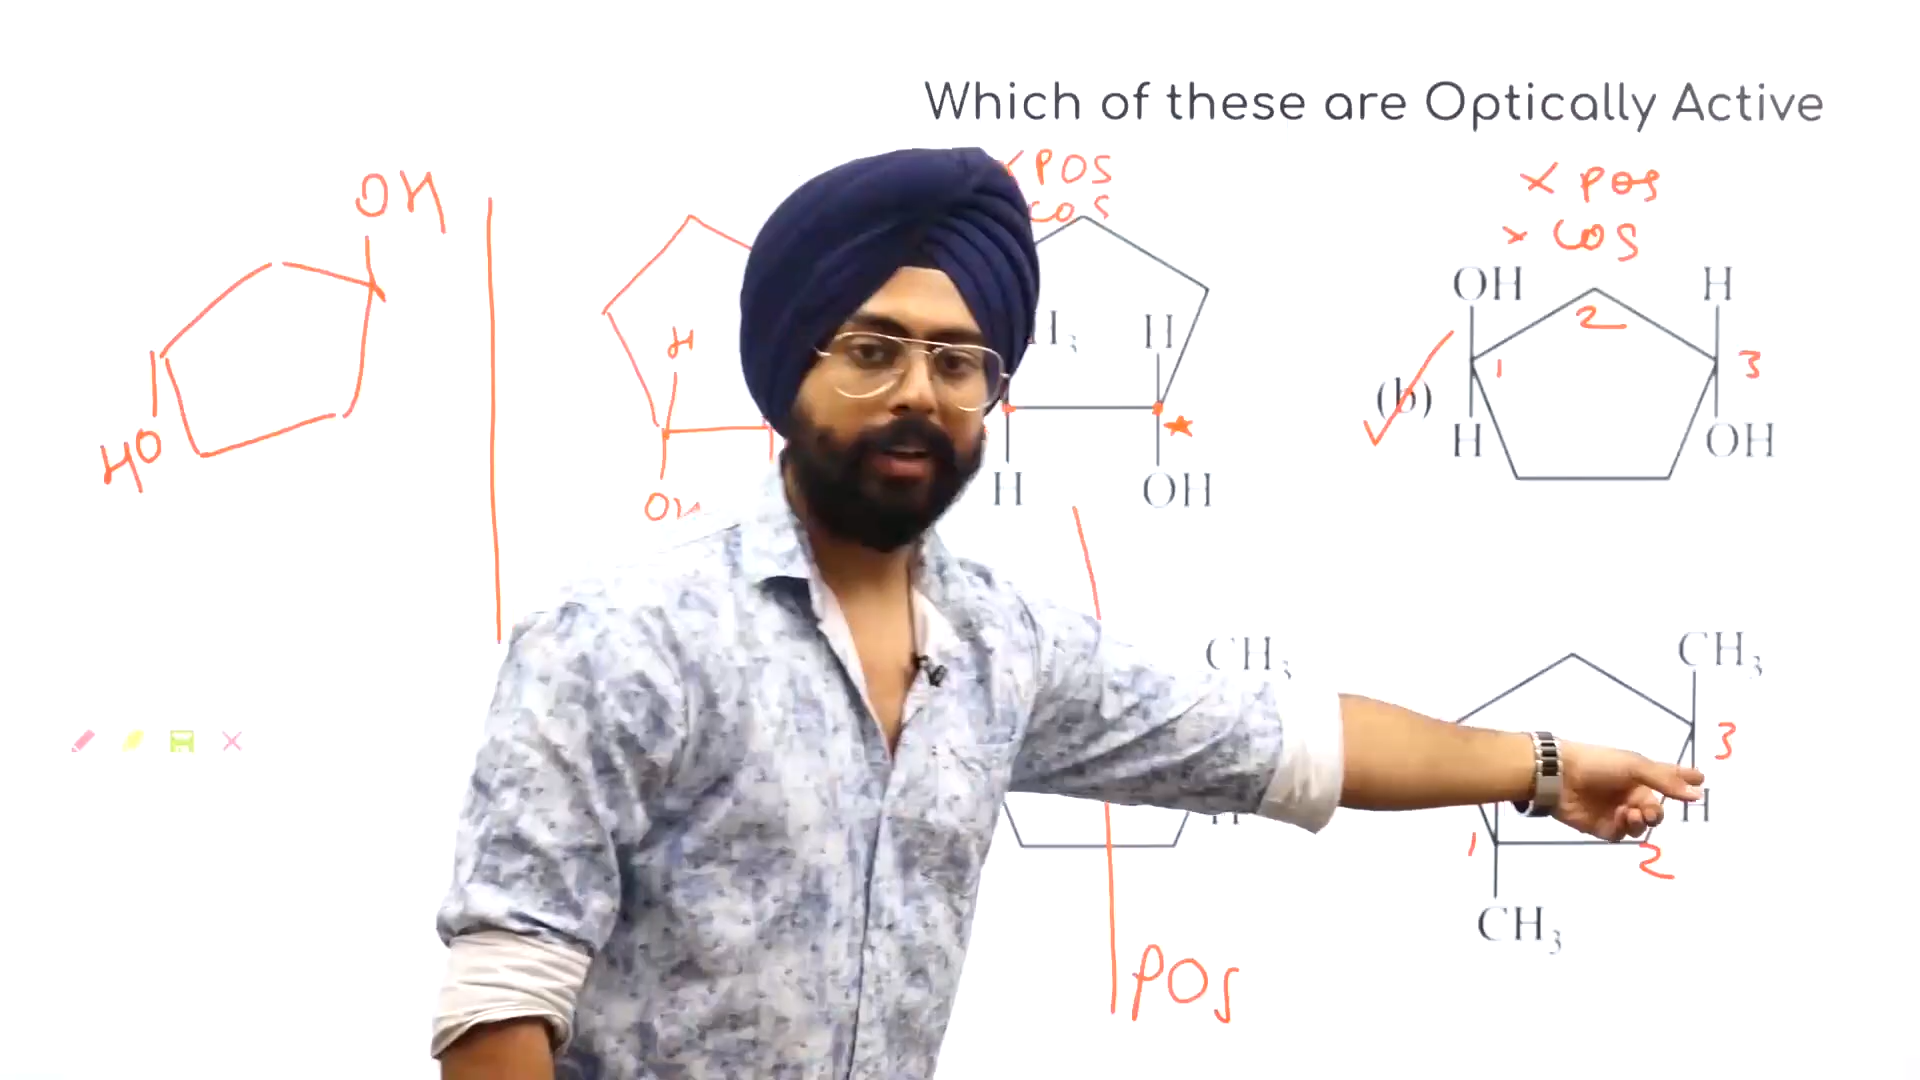 Which of these are Optically Active
OH
HO
H
OH
POS
COS
H₃
H
H
OH
× POS
× COS
OH
H
2
1
3
(b)
H
OH
CH₃
POS
CH₃
3
H
1
2
CH₃